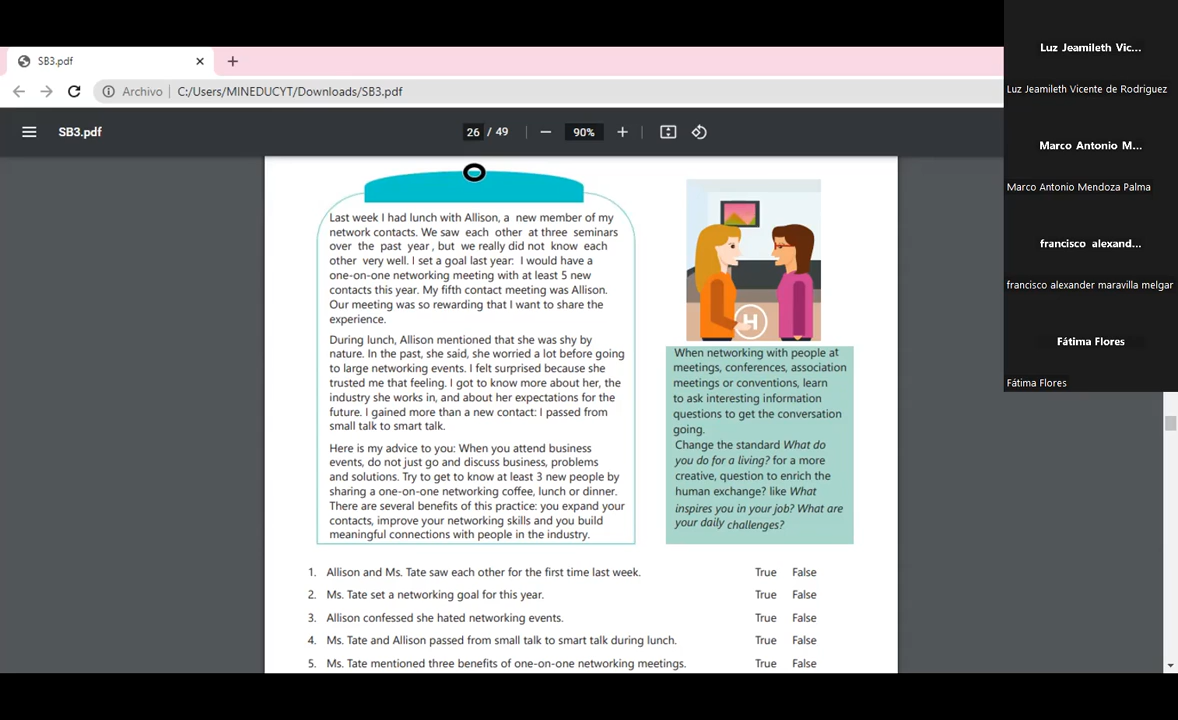 SB3.pdf
Archivo
C:/Users/MINEDUCYT/Downloads/SB3.pdf
SB3.pdf
26 / 49
90%
Last week I had lunch with Allison, a new member of my
network contacts. We saw each other at three seminars
over the past year, but we really did not know each
other very well. I set a goal last year: I would have a
one-on-one networking meeting with at least 5 new
contacts this year. My fifth contact meeting was Allison.
Our meeting was so rewarding that I want to share the
experience.
During lunch, Allison mentioned that she was shy by
nature. In the past, she said, she worried a lot before going
to large networking events. I felt surprised because she
trusted me that feeling. I got to know more about her, the
industry she works in, and about her expectations for the
future. I gained more than a new contact: I passed from
small talk to smart talk.
Here is my advice to you: When you attend business
events, do not just go and discuss business, problems
and solutions. Try to get to know at least 3 new people by
sharing a one-on-one networking coffee, lunch or dinner.
There are several benefits of this practice: you expand your
contacts, improve your networking skills and you build
meaningful connections with people in the industry.
H
When networking with people at
meetings, conferences, association
meetings or conventions, learn
to ask interesting information
questions to get the conversation
going.
Change the standard What do
you do for a living? for a more
creative, question to enrich the
human exchange? like What
inspires you in your job? What are
your daily challenges?
1. Allison and Ms. Tate saw each other for the first time last week. True False
2. Ms. Tate set a networking goal for this year. True False
3. Allison confessed she hated networking events. True False
4. Ms. Tate and Allison passed from small talk to smart talk during lunch. True False
5. Ms. Tate mentioned three benefits of one-on-one networking meetings. True False
Luz Jeamileth Vic...
Luz Jeamileth Vicente de Rodriguez
Marco Antonio M...
Marco Antonio Mendoza Palma
francisco alexand...
francisco alexander maravilla melgar
Fátima Flores
Fátima Flores